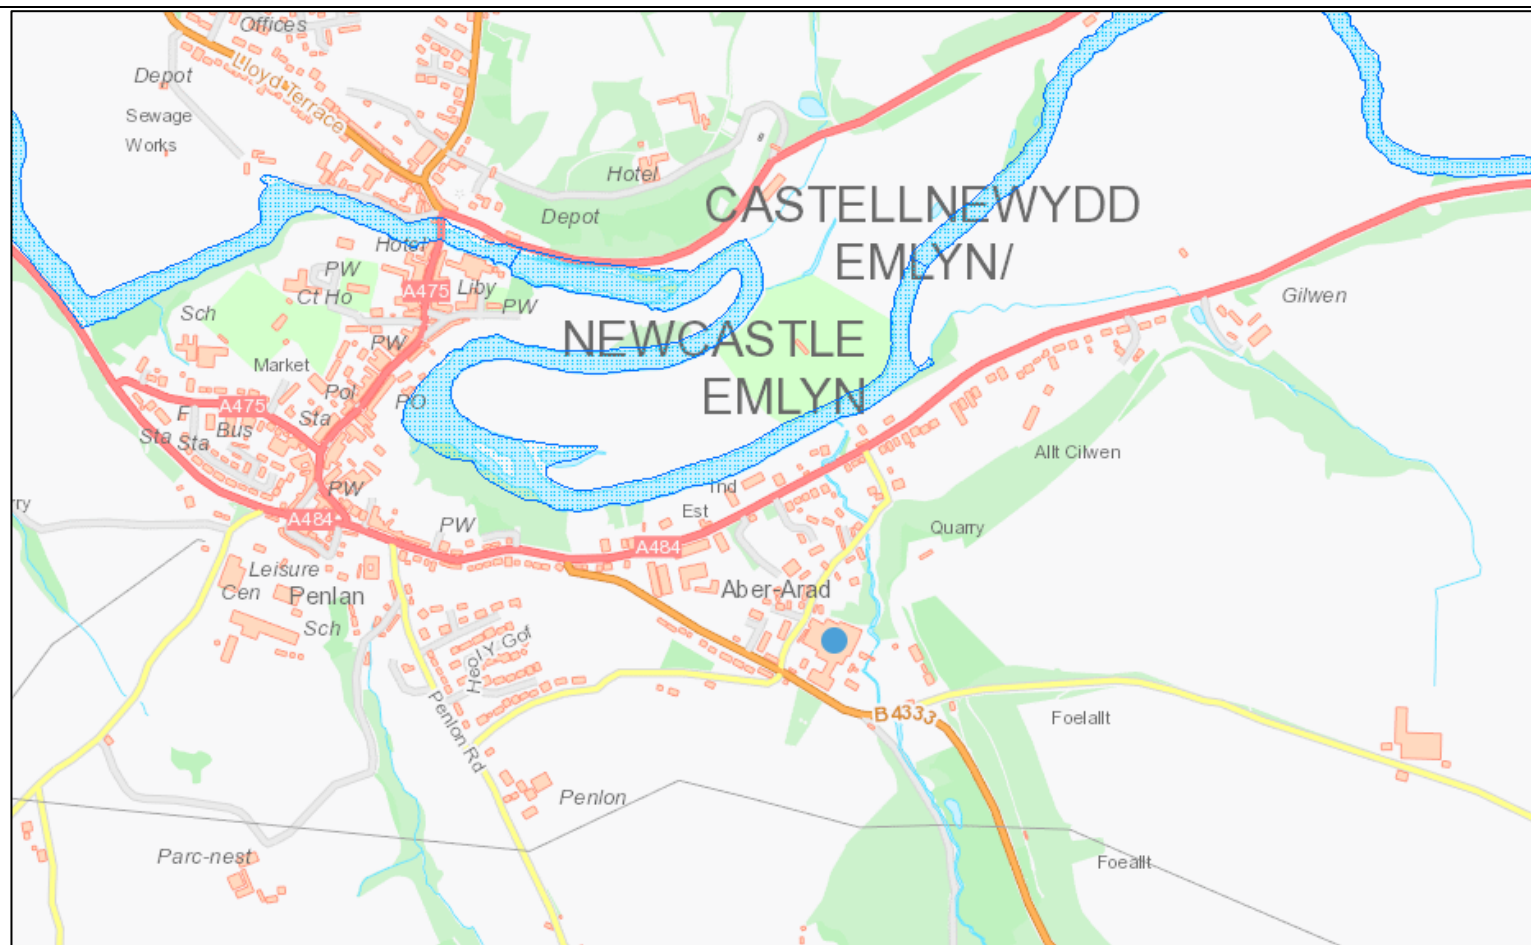 Offices
Depot
Lloyd Terrace
Sewage
Works
Hotel
Depot
CASTELLNEWYDD
EMLYN/
Hotel
PW
Ct Ho
A475
Liby
PW
Gilwen
Sch
NEWCASTLE
EMLYN
PW
Market
Pol
Sta
PO
A475
F
Sta
Bus
Sta
Allt Cilwen
PW
Ind
Est
A484
PW
A484
Quarry
Leisure
Cen
Penlan
Aber-Arad
Sch
Heol Y Gof
Penlon Rd
B4333
Foelallt
Penlon
Parc-nest
Foeallt